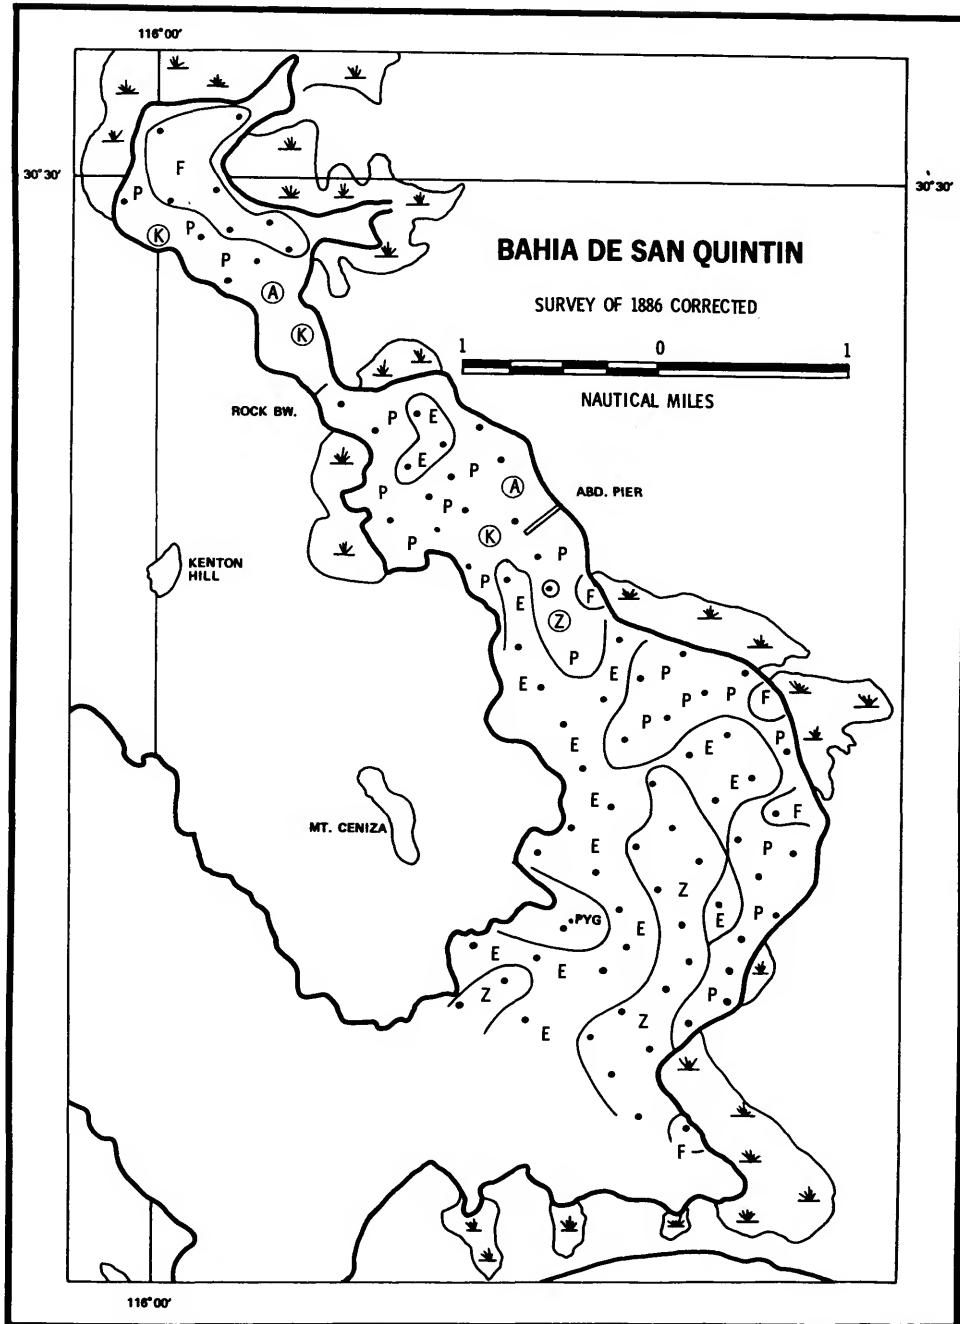 116°00'
30°30'
30°30'
BAHIA DE SAN QUINTIN
SURVEY OF 1886 CORRECTED
1 0 1
NAUTICAL MILES
F
P
K
P
P
A
K
ROCK BW.
P E
E
P
P
P
A
ABD. PIER
K
P
P
P
KENTON
HILL
E
F
Z
P
E
E
P
P
P
F
P
P
E
E
E
E
F
MT. CENIZA
E
P
Z
PYG
E
E
P
E
E
Z
P
E
Z
F
116°00'